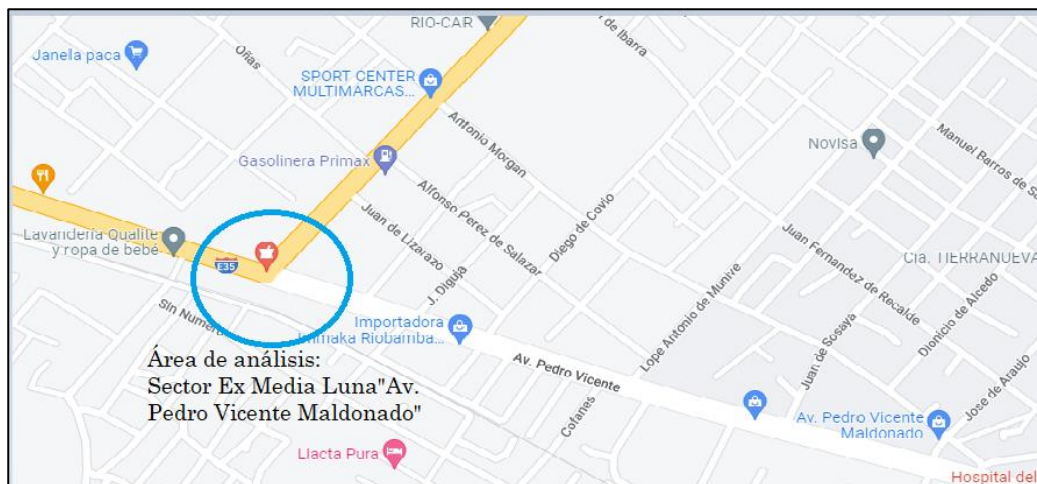 RIO-CAR
de Ibarra
Janella paca
Oñas
SPORT CENTER
MULTIMARCAS...
Antonio Morgan
Novisa
Manuel Barros de Sa
Gasolinera Primax
Alfonso Perez de Salazar
Diego de Covio
Juan de Lizarazo
Juan Fernandez de Recalde
Lavandería Qualite
y ropa de bebé
E35
Cia. TIERRANUEVA
Sin Numero
J. Diguja
Lope Antonio de Munive
Dionicio de Alcedo
Importadora
Riobamba...
Juan de Sosaya
Área de análisis:
Sector Ex Media Luna"Av.
Pedro Vicente Maldonado"
Av. Pedro Vicente
Jose de Araujo
Cofanes
Av. Pedro Vicente
Maldonado
Llacta Pura
Hospital del